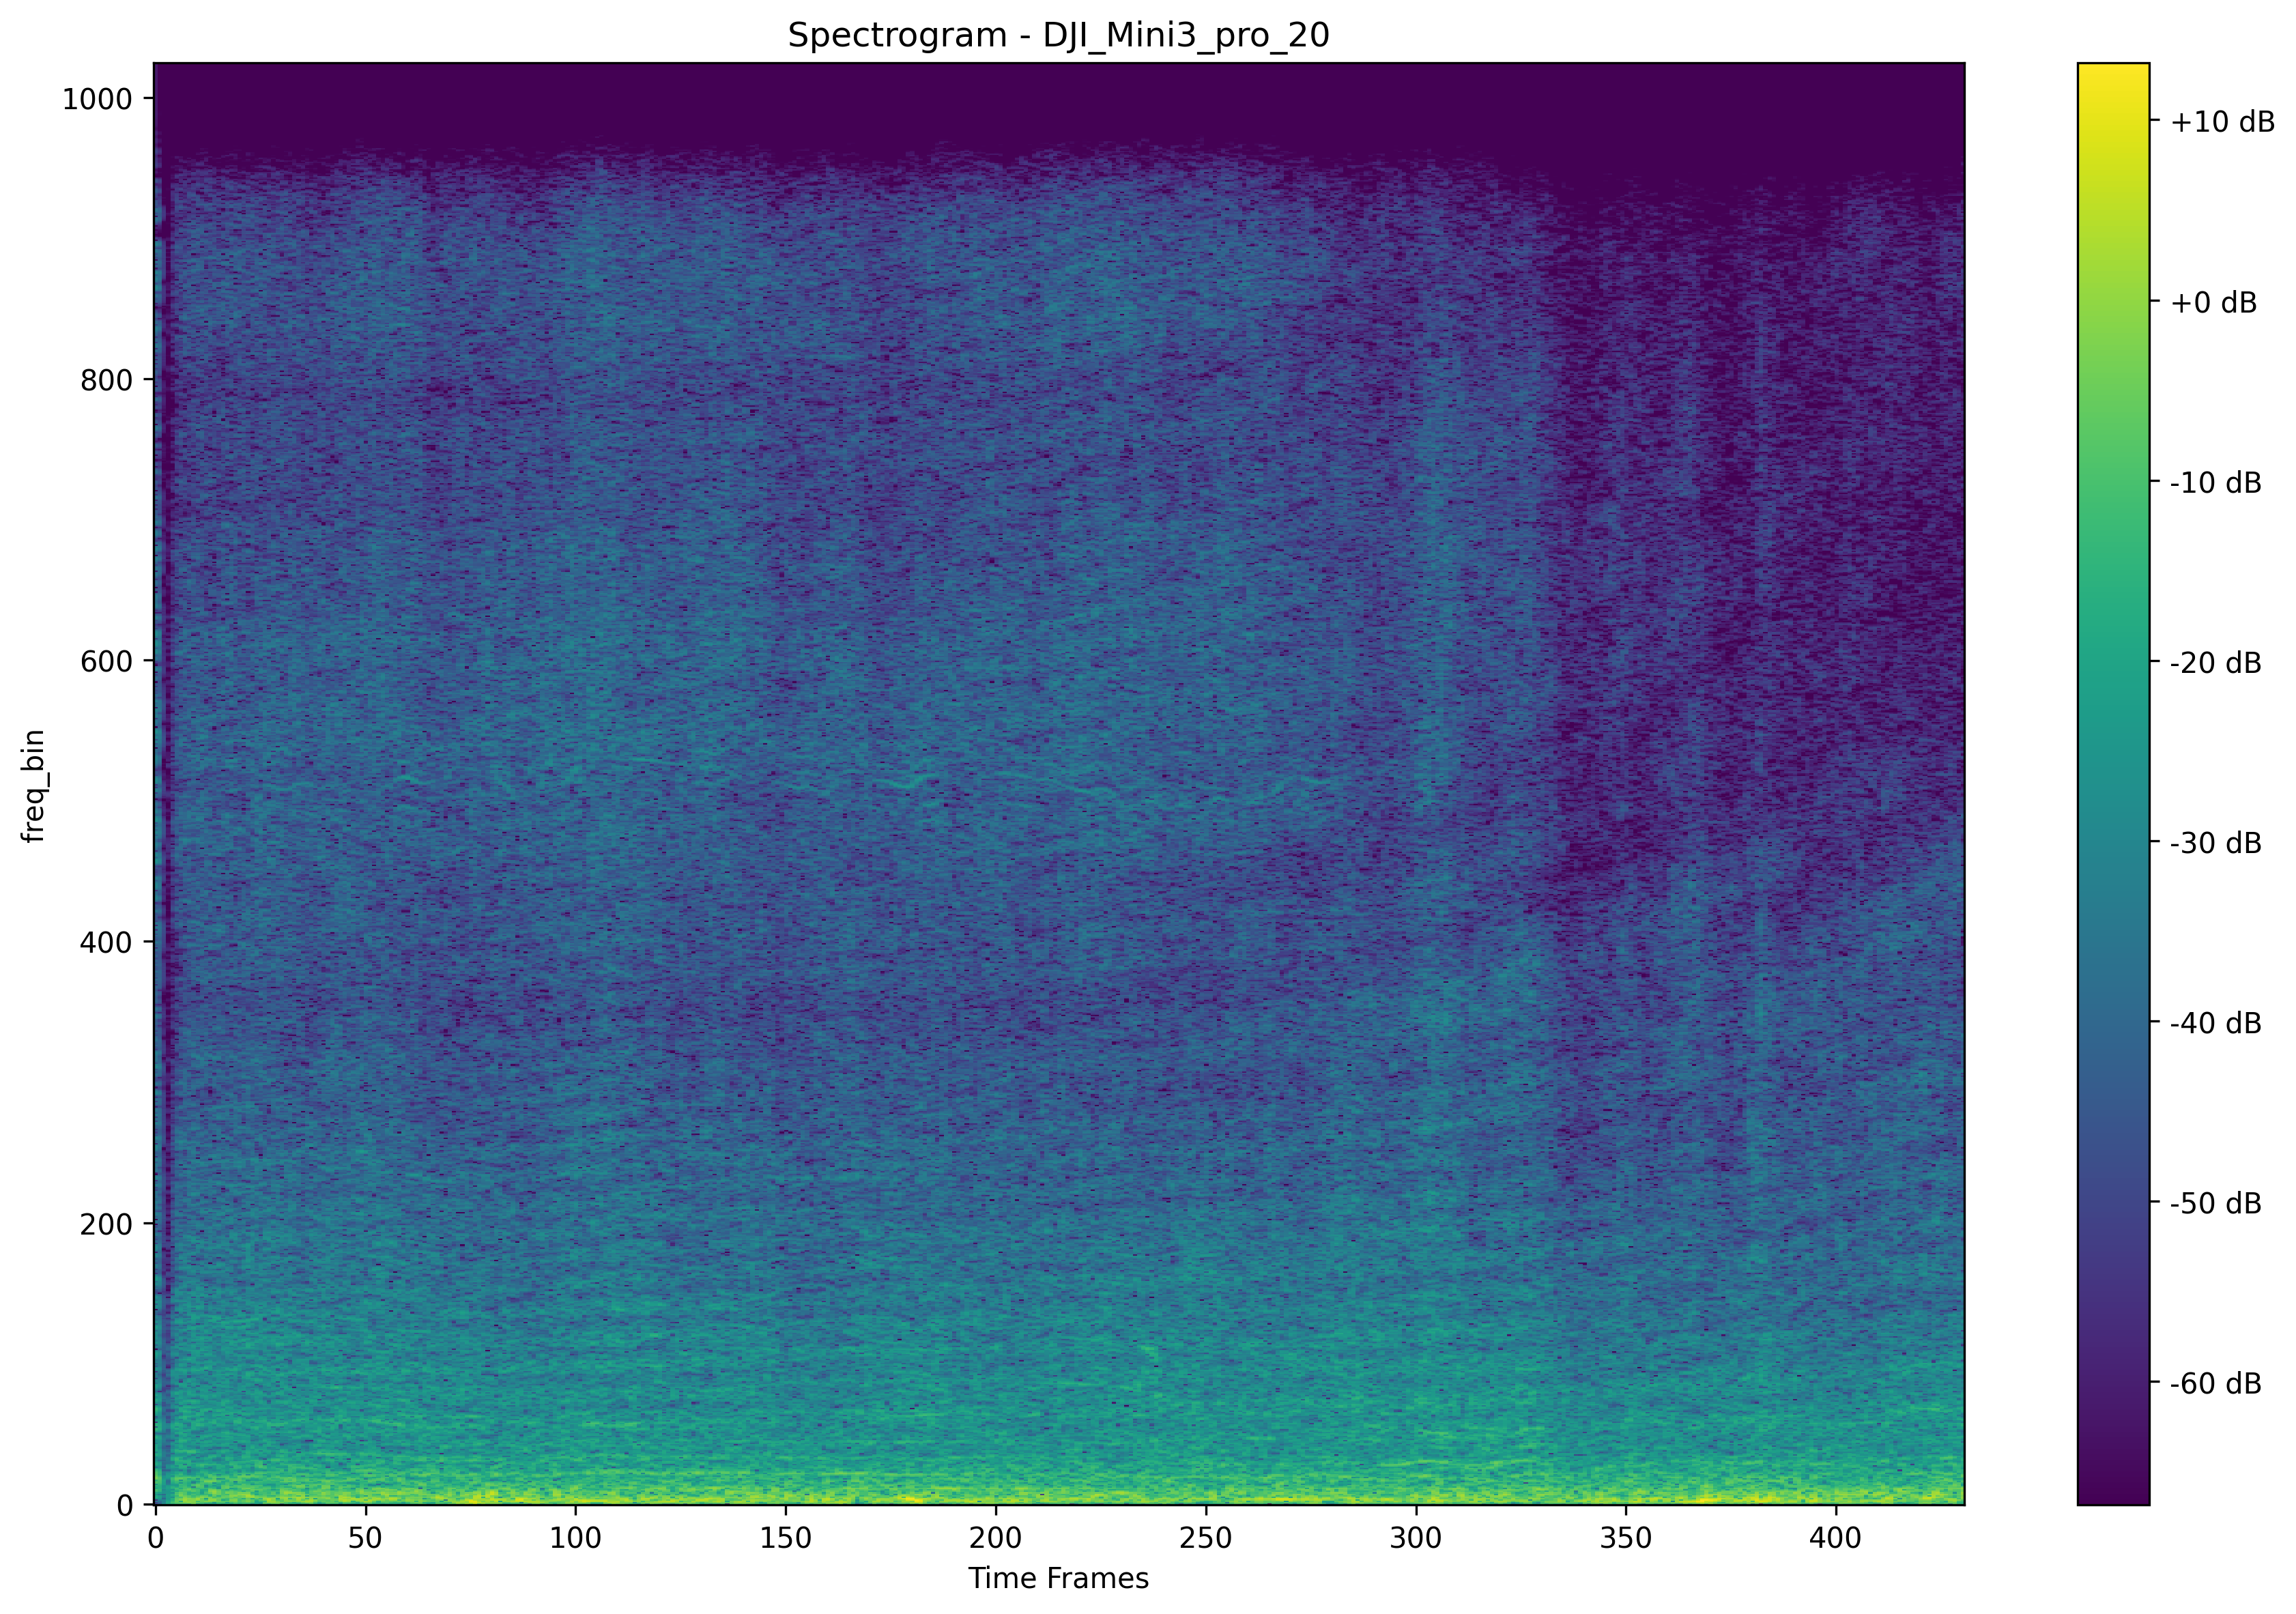 Spectrogram - DJI_Mini3_pro_20
1000
800
600
400
200
0
freq_bin
0 50 100 150 200 250 300 350 400
Time Frames
+10 dB
+0 dB
-10 dB
-20 dB
-30 dB
-40 dB
-50 dB
-60 dB